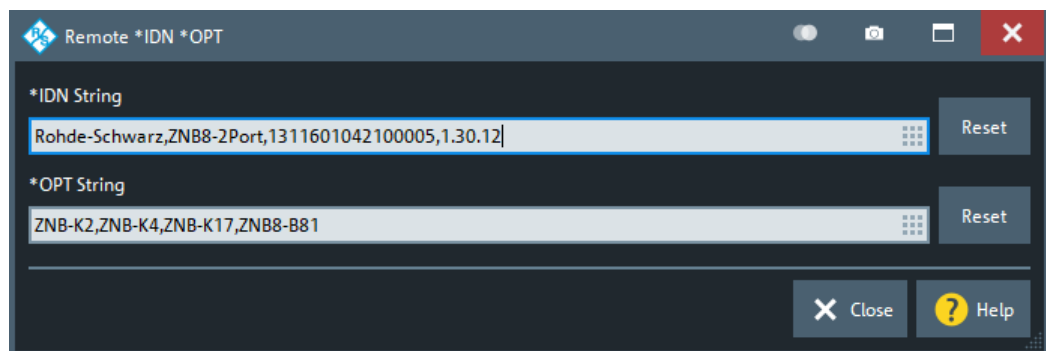 Remote *IDN *OPT
*IDN String
Rohde-Schwarz,ZNB8-2Port,1311601042100005,1.30.12
Reset
*OPT String
ZNB-K2,ZNB-K4,ZNB-K17,ZNB8-B81
Reset
Close
? Help